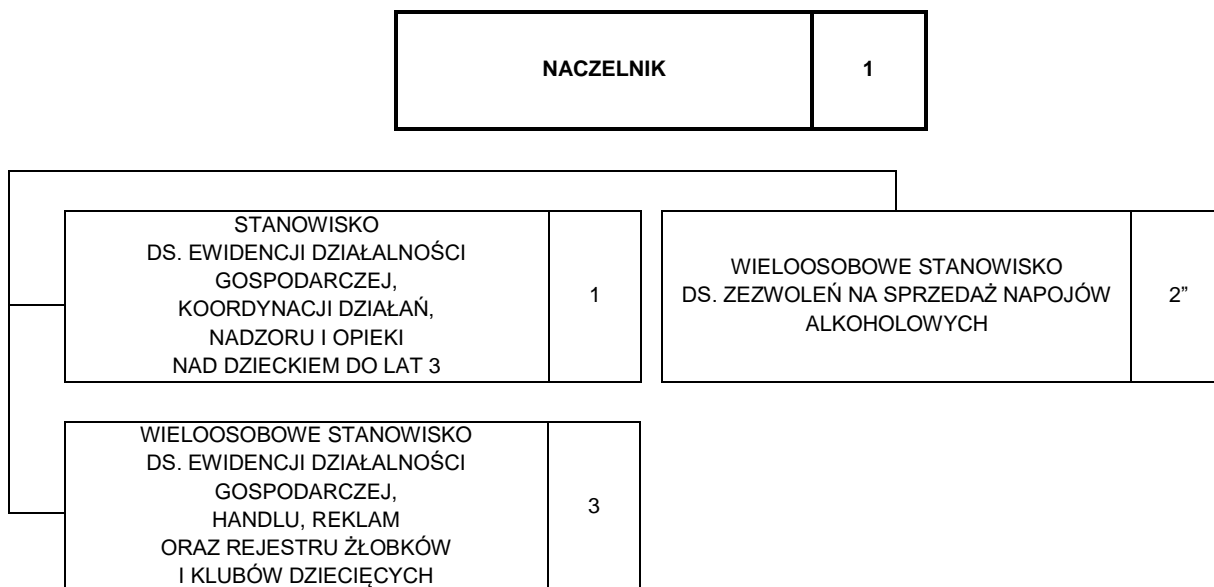 NACZELNIK
1
STANOWISKO
DS. EWIDENCJI DZIAŁALNOŚCI
GOSPODARCZEJ,
KOORDYNACJI DZIAŁAŃ,
NADZORU I OPIEKI
NAD DZIECKIEM DO LAT 3
1
WIELOOSOBOWE STANOWISKO
DS. ZEZWOLEŃ NA SPRZEDAŻ NAPOJÓW
ALKOHOLOWYCH
2”
WIELOOSOBOWE STANOWISKO
DS. EWIDENCJI DZIAŁALNOŚCI
GOSPODARCZEJ,
HANDLU, REKLAM
ORAZ REJESTRU ŻŁOBKÓW
I KLUBÓW DZIECIĘCYCH
3